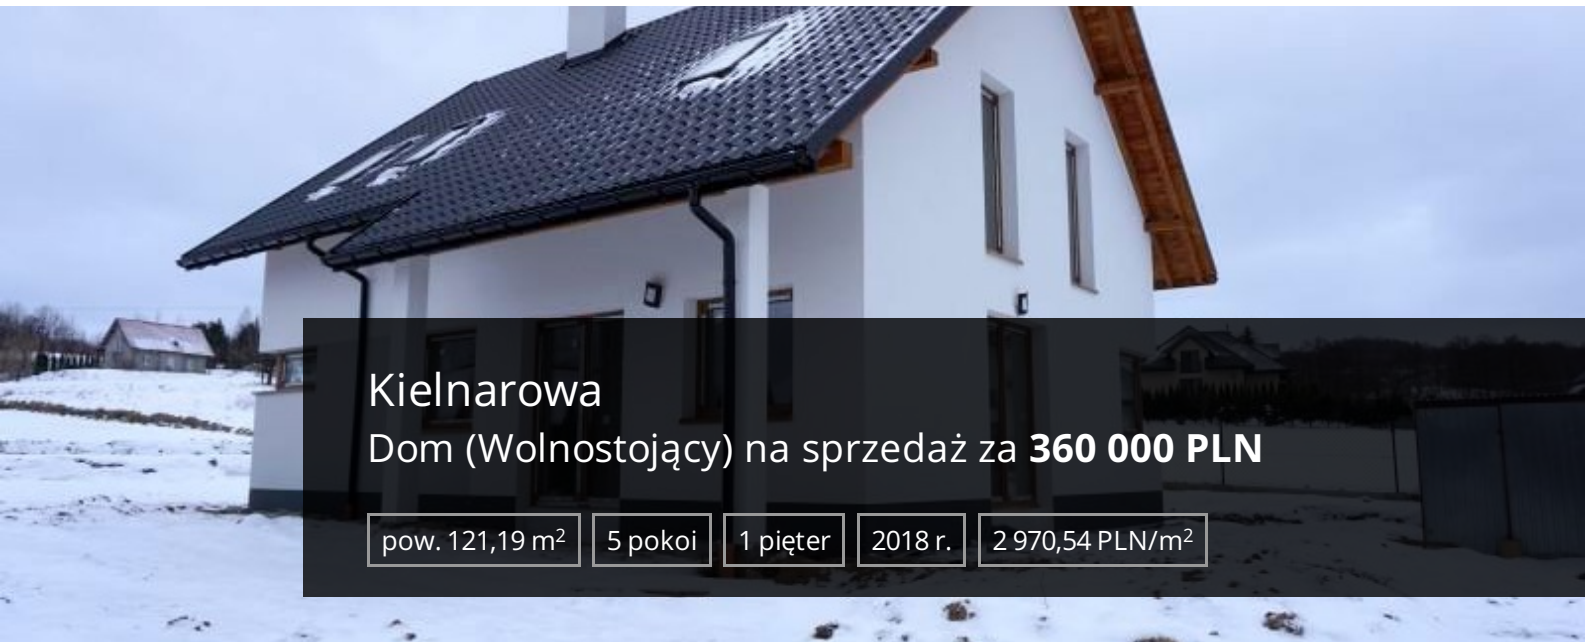 Kielnarowa
Dom (Wolnostojący) na sprzedaż za 360 000 PLN
pow. 121,19 m² 5 pokoi 1 pięter 2018 r. 2 970,54 PLN/m²